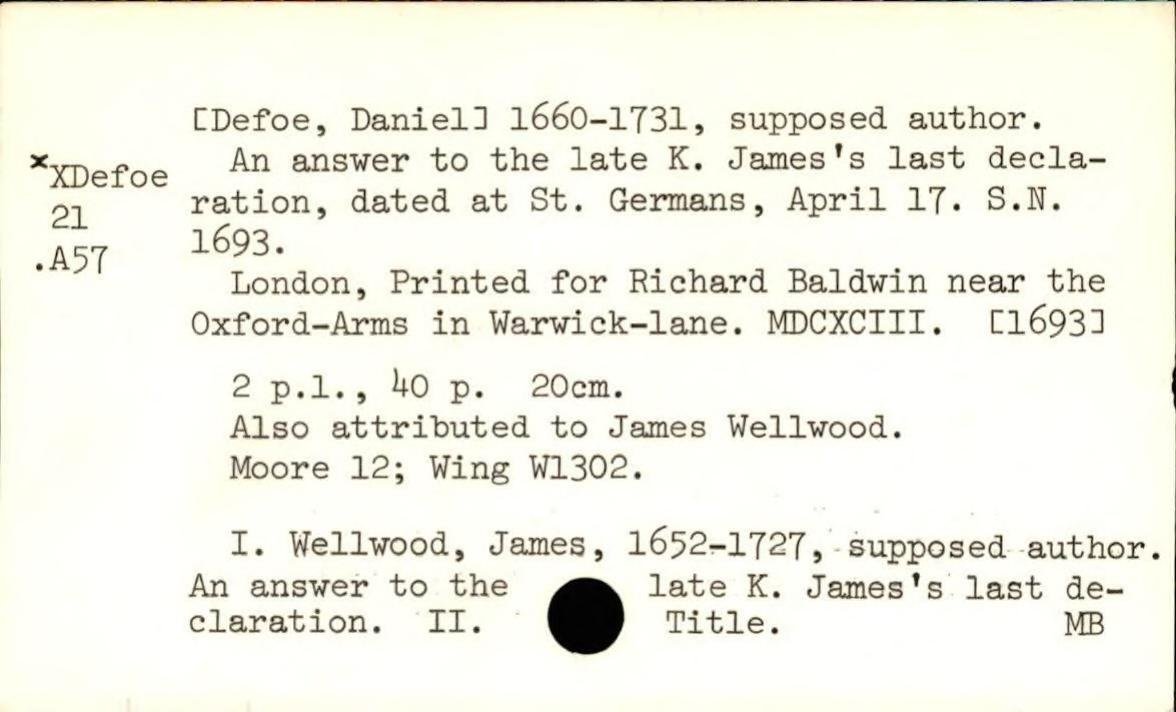 [Defoe, Daniel] 1660-1731, supposed author.
xXDefoe An answer to the late K. James's last decla-
21 ration, dated at St. Germans, April 17. S.N.
.A57 1693.
London, Printed for Richard Baldwin near the
Oxford-Arms in Warwick-lane. MDCXCIII. [1693]
2 p.l., 40 p. 20cm.
Also attributed to James Wellwood.
Moore 12; Wing W1302.
I. Wellwood, James, 1652-1727, supposed author.
An answer to the late K. James's last de-
claration. II. Title. MB